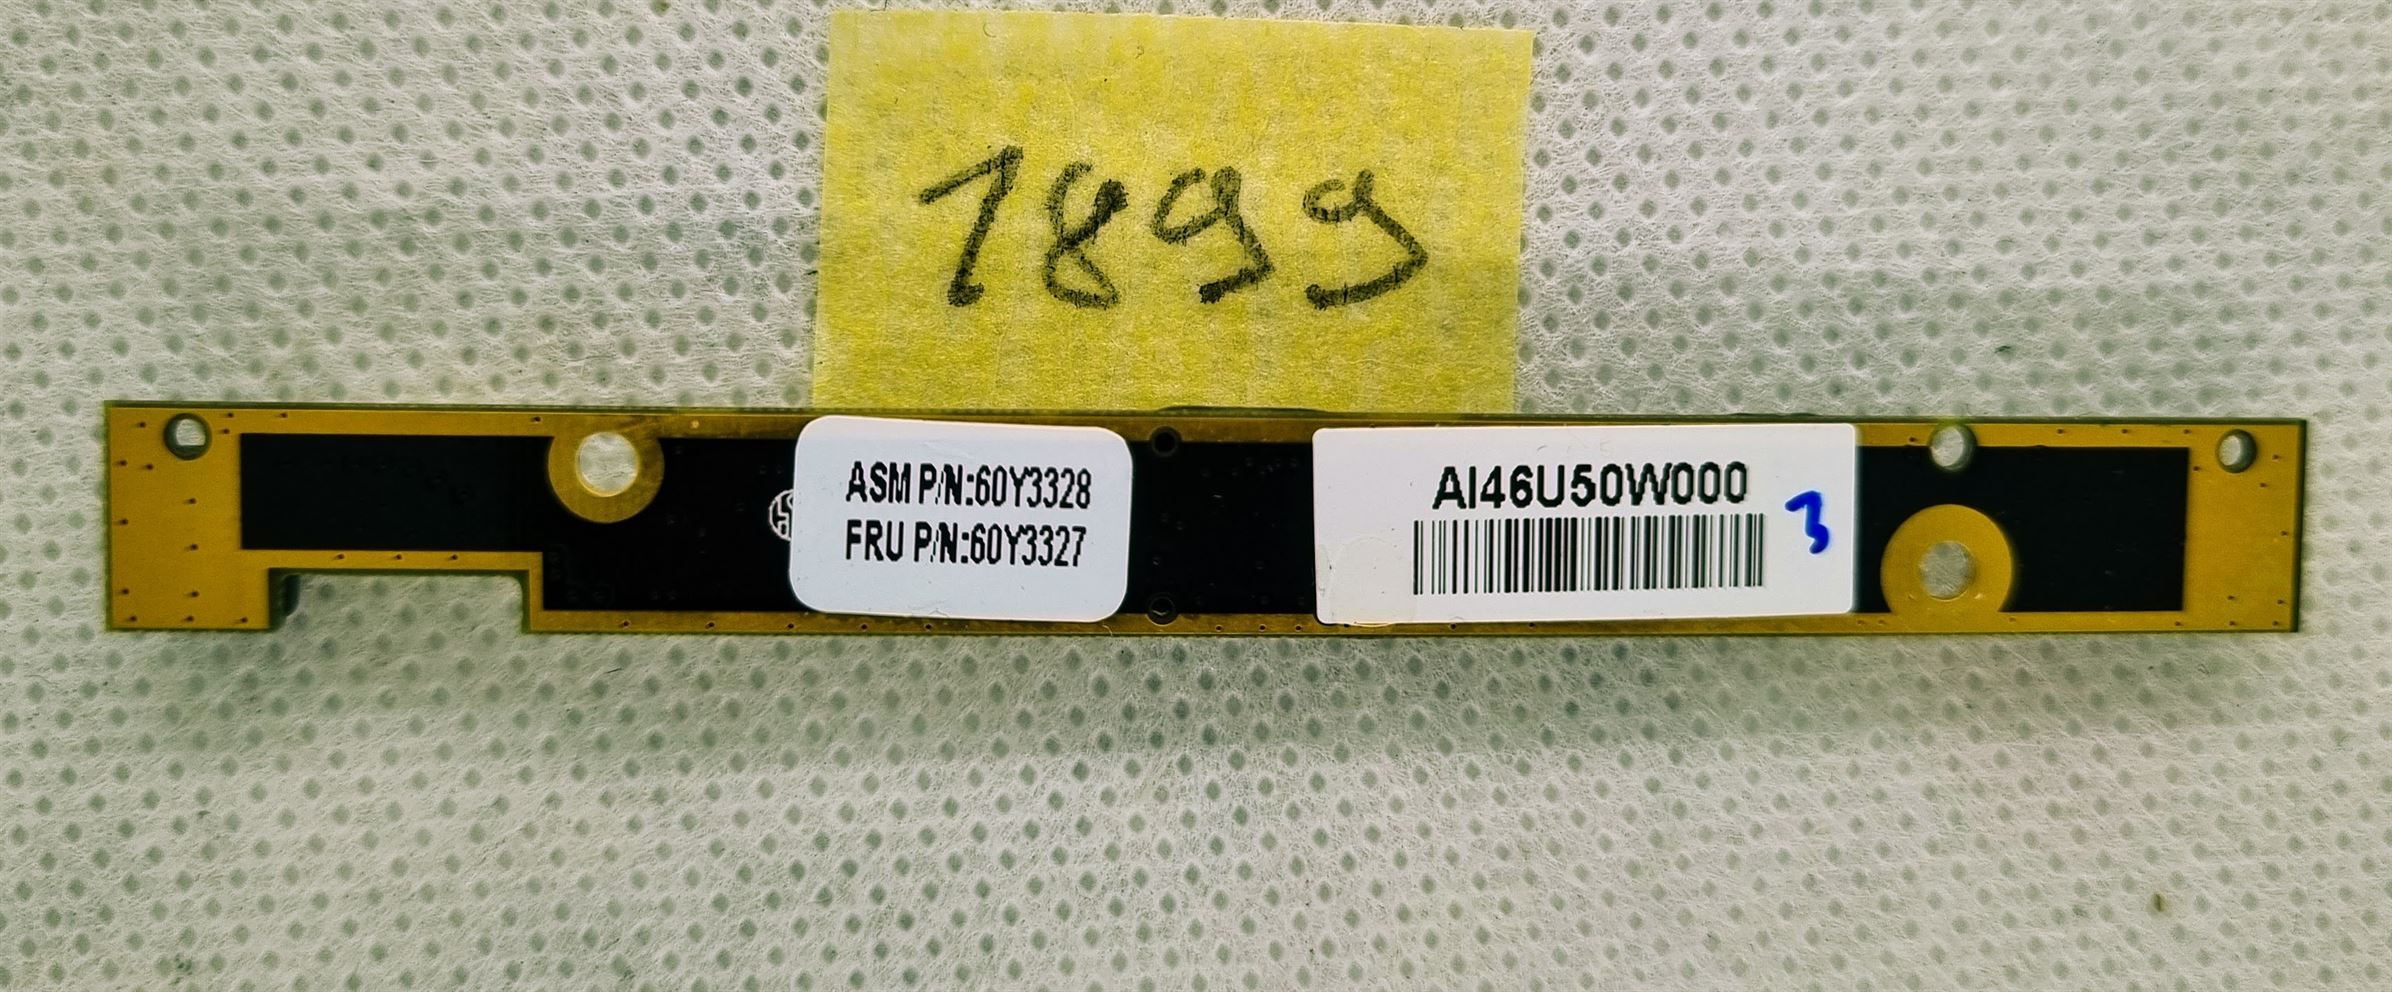 1899
ASM P/N:60Y3328
FRU P/N:60Y3327
AI46U50W000
3